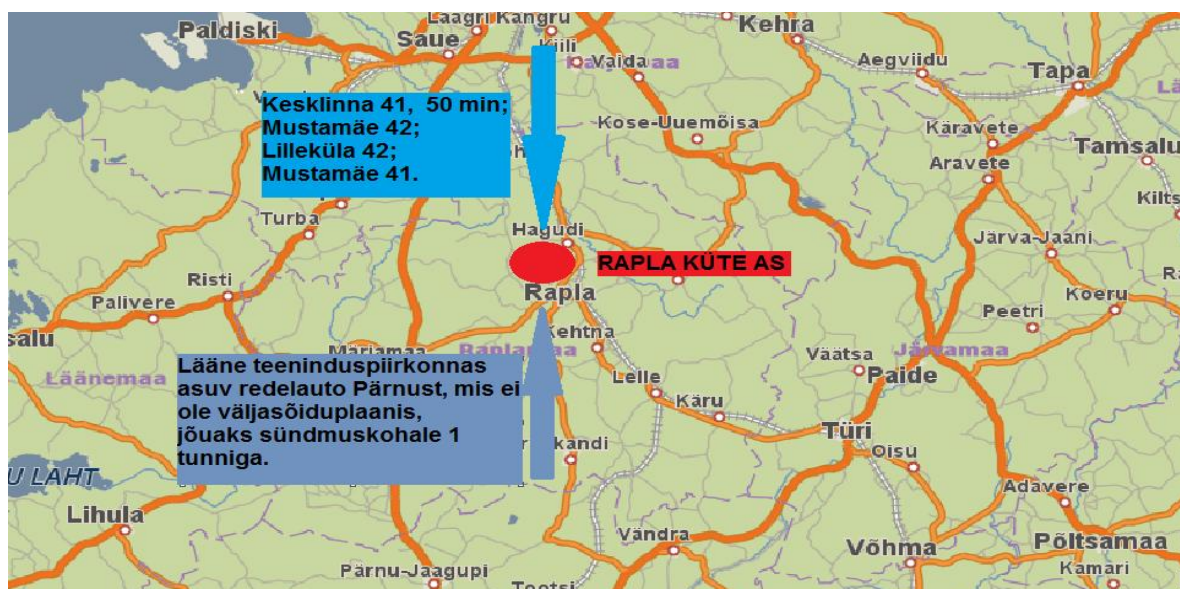 Paldiski
Laagri Kangru
Kehra
Saue
Kiili
Vaida
Aegviidu
Tapa
Kesklinna 41, 50 min;
Mustamäe 42;
Lilleküla 42;
Mustamäe 41.
Kose-Uuemõisa
Käravete
Tamsalu
Aravete
Turba
Hagudi
Järva-Jaani
RAPLA KÜTE AS
Risti
Rapla
Koeru
Palivere
Peetri
Kehtna
Väätsa
Järvamaa
Läänemaa
Lääne teeninduspiirkonnas
asuv redelauto Pärnust, mis ei
ole väljasõiduplaanis,
jõuaks sündmuskohale 1
tunniga.
Lelle
Paide
Käru
Türi
Oisu
LAHT
Adavere
Lihula
Vändra
Võhma
Põltsamaa
Pärnu-Jaagupi
Kamari